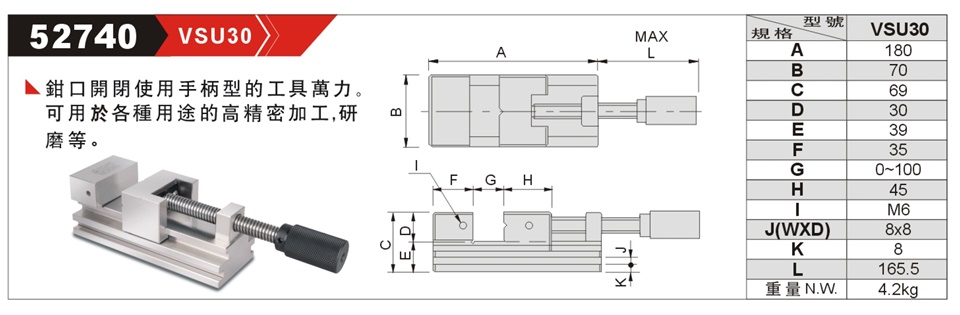 52740 VSU30
鉗口開閉使用手柄型的工具萬力。
可用於各種用途的高精密加工,研
磨等。
A
MAX
L
B
I
F G H
C
D
E
J
K
型號 VSU30
規格
A 180
B 70
C 69
D 30
E 39
F 35
G 0~100
H 45
I M6
J(WXD) 8x8
K 8
L 165.5
重量 N.W. 4.2kg